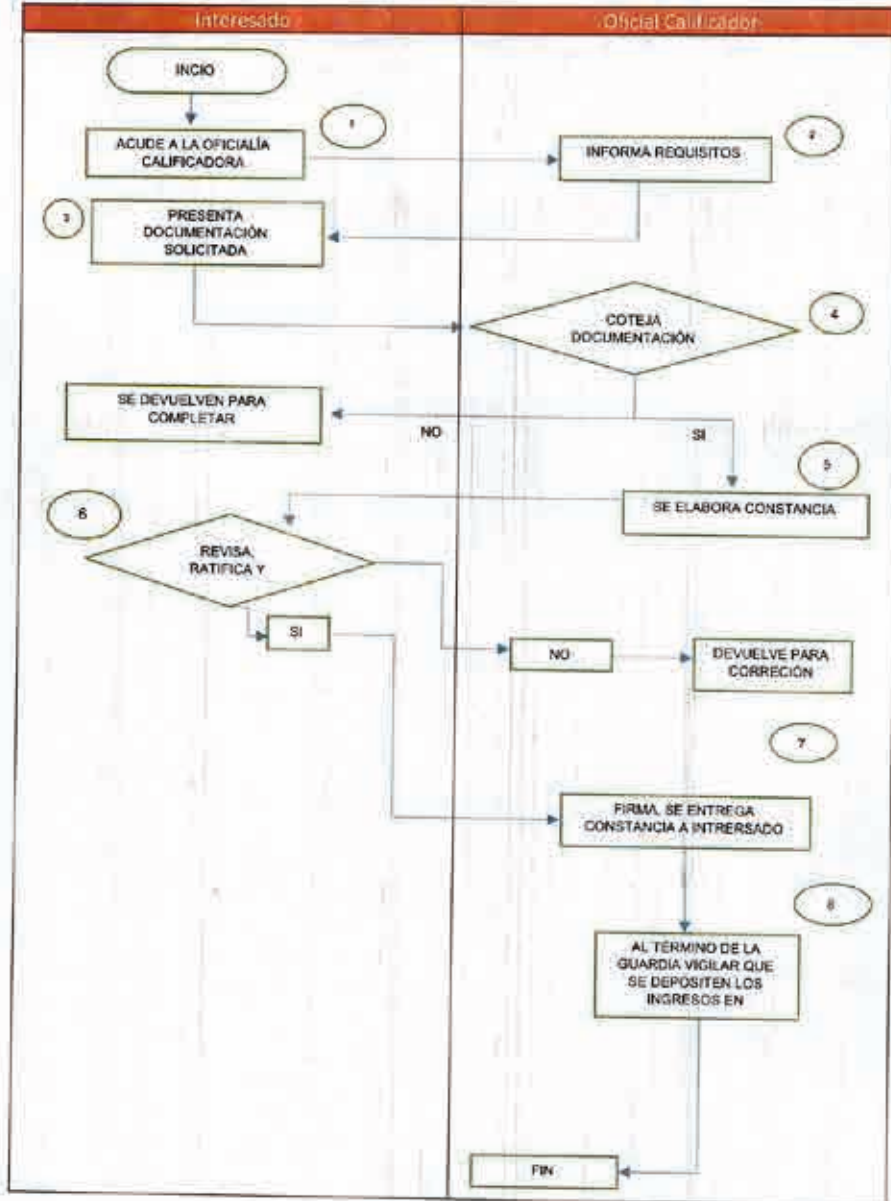 Interesado
Oficial Calificador
INCIO
1
ACUDE A LA OFICIALÍA
CALIFICADORA
2
INFORMA REQUISITOS
3
PRESENTA
DOCUMENTACIÓN
SOLICITADA
4
COTEJA
DOCUMENTACIÓN
SE DEVUELVEN PARA
COMPLETAR
NO
SI
5
SE ELABORA CONSTANCIA
6
REVISA,
RATIFICA Y
SI
NO
DEVUELVE PARA
CORRECIÓN
7
FIRMA, SE ENTREGA
CONSTANCIA A INTRERSADO
8
AL TERMINO DE LA
GUARDIA VIGILAR QUE
SE DEPOSITEN LOS
INGRESOS EN
FIN